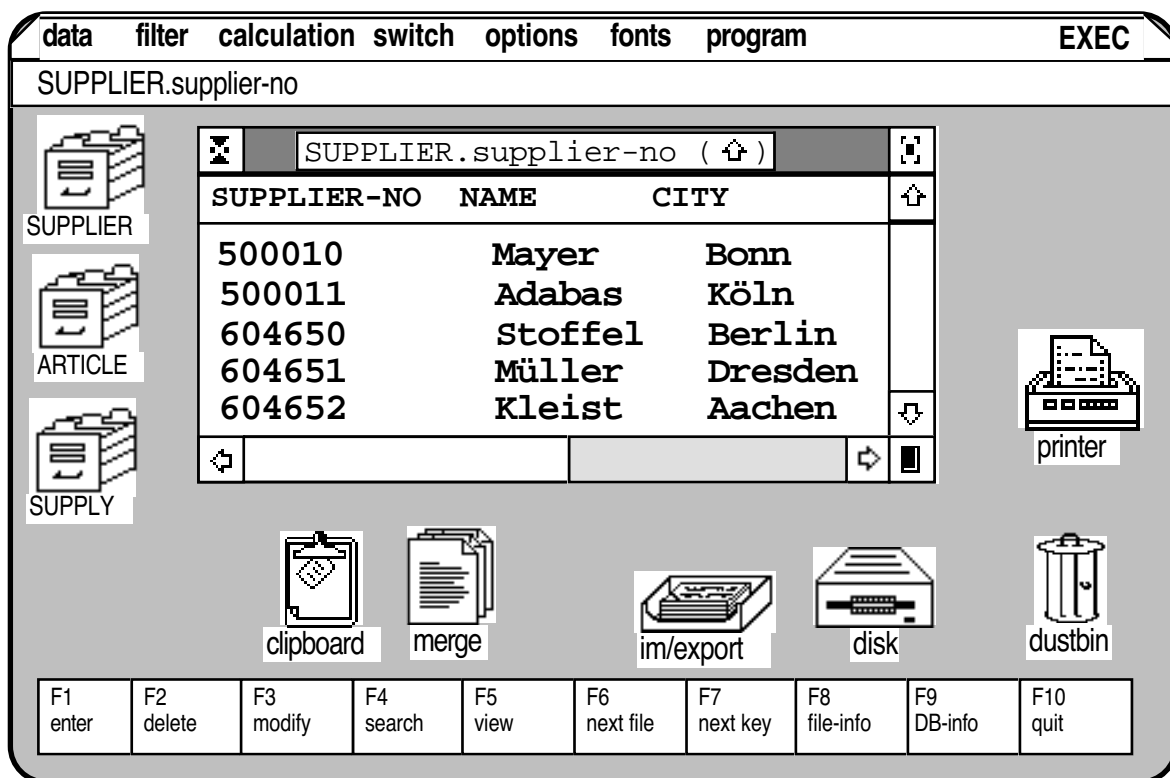 data filter calculation switch options fonts program EXEC
SUPPLIER.supplier-no
SUPPLIER.supplier-no (⇧)
SUPPLIER-NO NAME CITY
500010 Mayer Bonn
500011 Adabas Köln
604650 Stoffel Berlin
604651 Müller Dresden
604652 Kleist Aachen
SUPPLIER
ARTICLE
SUPPLY
printer
clipboard
merge
im/export
disk
dustbin
F1 F2 F3 F4 F5 F6 F7 F8 F9 F10
enter delete modify search view next file next key file-info DB-info quit